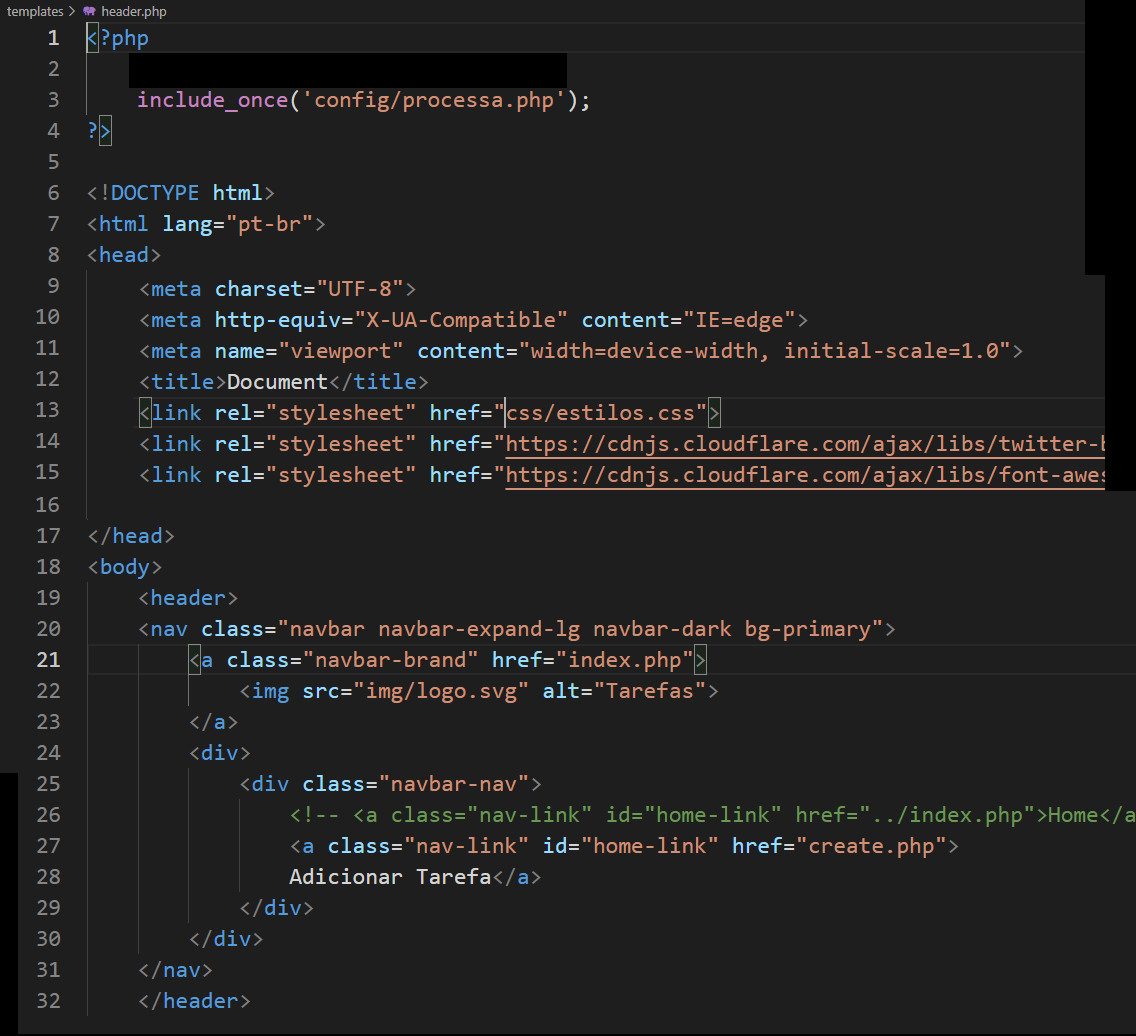 templates > header.php
1 <?php
2
3 include_once('config/processa.php');
4 ?>
5
6 <!DOCTYPE html>
7 <html lang="pt-br">
8 <head>
9 <meta charset="UTF-8">
10 <meta http-equiv="X-UA-Compatible" content="IE=edge">
11 <meta name="viewport" content="width=device-width, initial-scale=1.0">
12 <title>Document</title>
13 <link rel="stylesheet" href="css/estilos.css">
14 <link rel="stylesheet" href="https://cdnjs.cloudflare.com/ajax/libs/twitter-b
15 <link rel="stylesheet" href="https://cdnjs.cloudflare.com/ajax/libs/font-awes
16
17 </head>
18 <body>
19 <header>
20 <nav class="navbar navbar-expand-lg navbar-dark bg-primary">
21 <a class="navbar-brand" href="index.php">
22 <img src="img/logo.svg" alt="Tarefas">
23 </a>
24 <div>
25 <div class="navbar-nav">
26 <!-- <a class="nav-link" id="home-link" href="../index.php">Home</a
27 <a class="nav-link" id="home-link" href="create.php">
28 Adicionar Tarefa</a>
29 </div>
30 </div>
31 </nav>
32 </header>